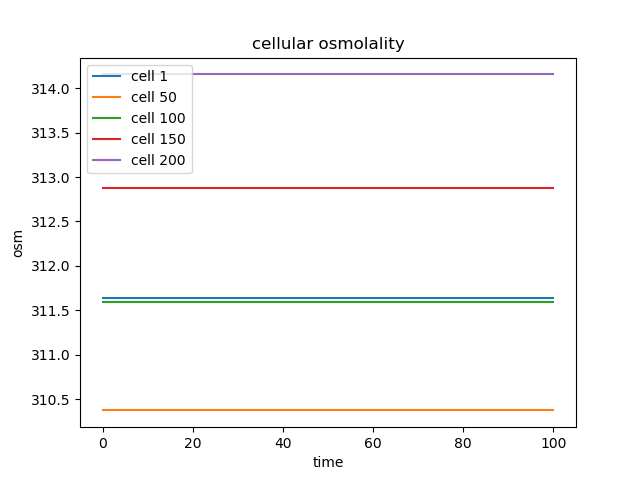 cellular osmolality
cell 1
cell 50
cell 100
cell 150
cell 200
314.0
313.5
313.0
312.5
312.0
311.5
311.0
310.5
osm
0 20 40 60 80 100
time